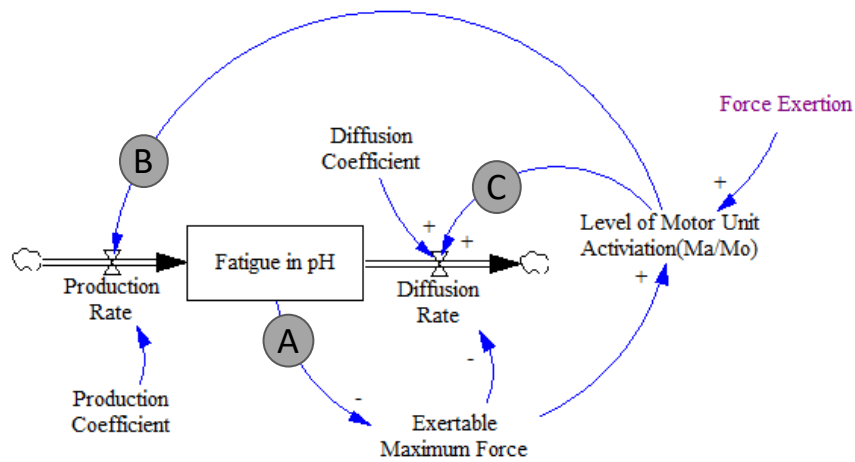 B
Force Exertion
Diffusion
Coefficient
C
+
Level of Motor Unit
Activiation(Ma/Mo)
+
+
+
Fatigue in pH
Production
Rate
Diffusion
Rate
A
-
-
Production
Coefficient
Exertable
Maximum Force